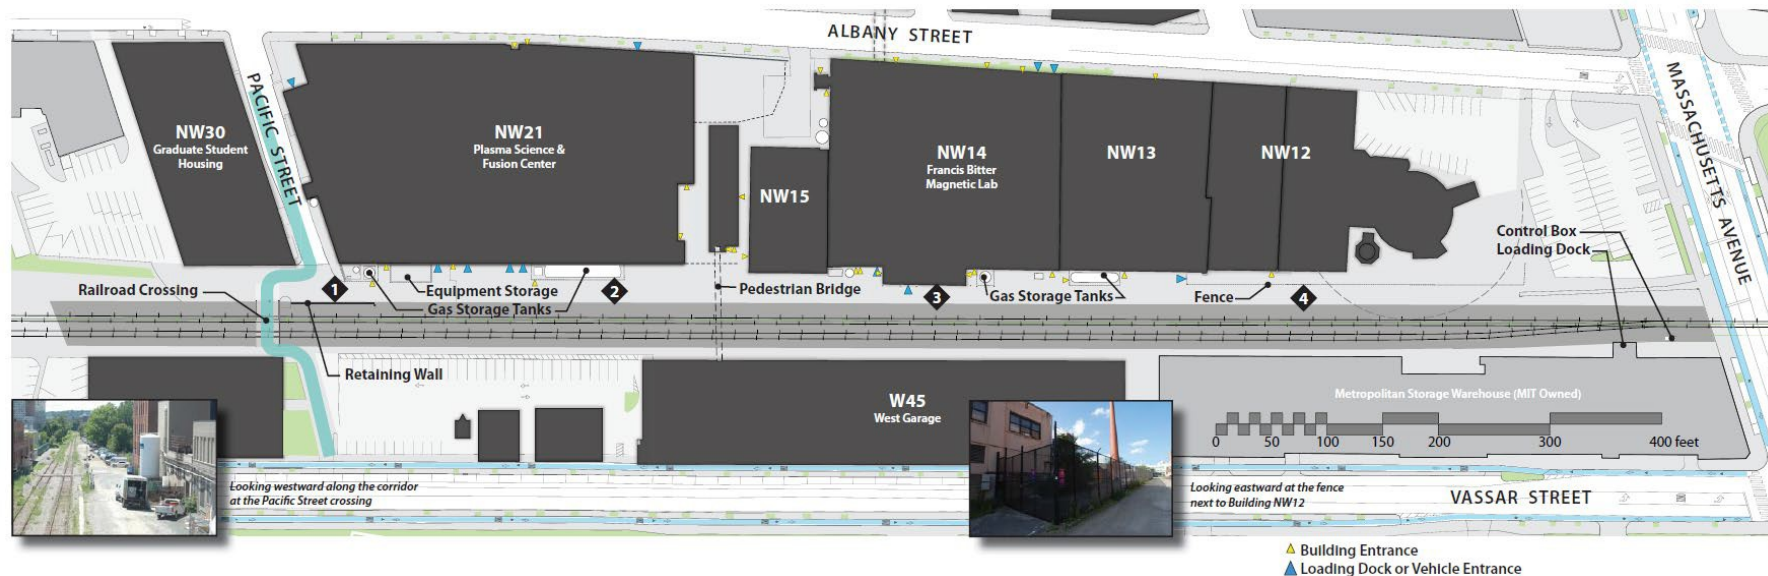 ALBANY STREET
MASSACHUSETTS AVENUE
PACIFIC STREET
NW30
Graduate Student
Housing
NW21
Plasma Science &
Fusion Center
NW15
NW14
Francis Bitter
Magnetic Lab
NW13
NW12
Control Box
Loading Dock
Railroad Crossing
1
Equipment Storage
Gas Storage Tanks
2
Pedestrian Bridge
3
Gas Storage Tanks
Fence
4
Retaining Wall
W45
West Garage
Metropolitan Storage Warehouse (MIT Owned)
0 50 100 150 200 300 400 feet
Looking westward along the corridor
at the Pacific Street crossing
Looking eastward at the fence
next to Building NW12
VASSAR STREET
Building Entrance
Loading Dock or Vehicle Entrance